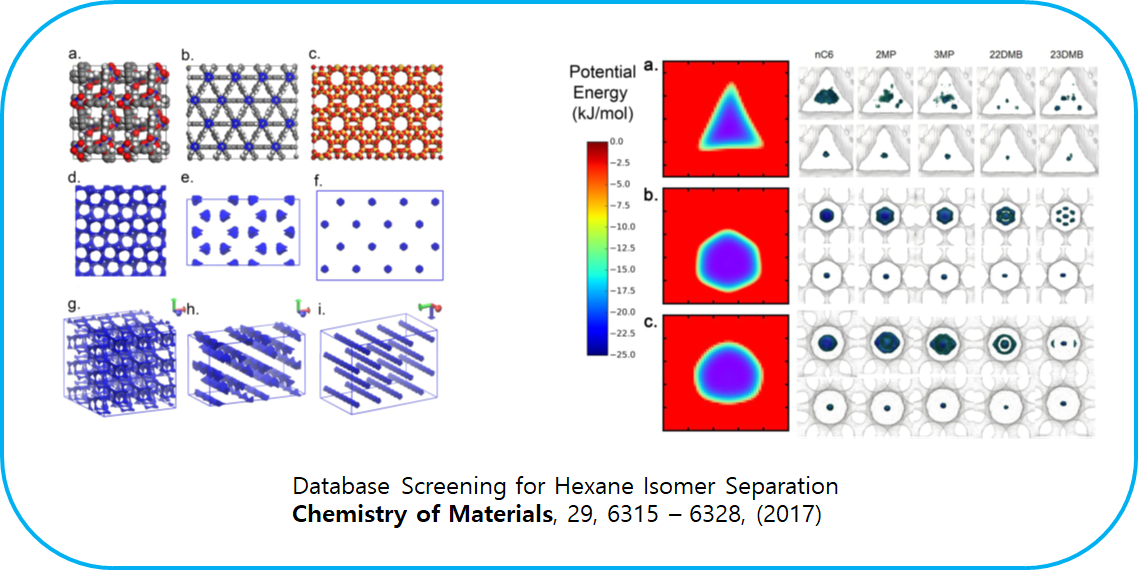 a. b. c.
d. e. f.
g. h. i.
Potential
Energy
(kJ/mol)
0.0
−2.5
−5.0
−7.5
−10.0
−12.5
−15.0
−17.5
−20.0
−22.5
−25.0
nC6 2MP 3MP 22DMB 23DMB
a.
b.
c.
Database Screening for Hexane Isomer Separation
Chemistry of Materials, 29, 6315 – 6328, (2017)